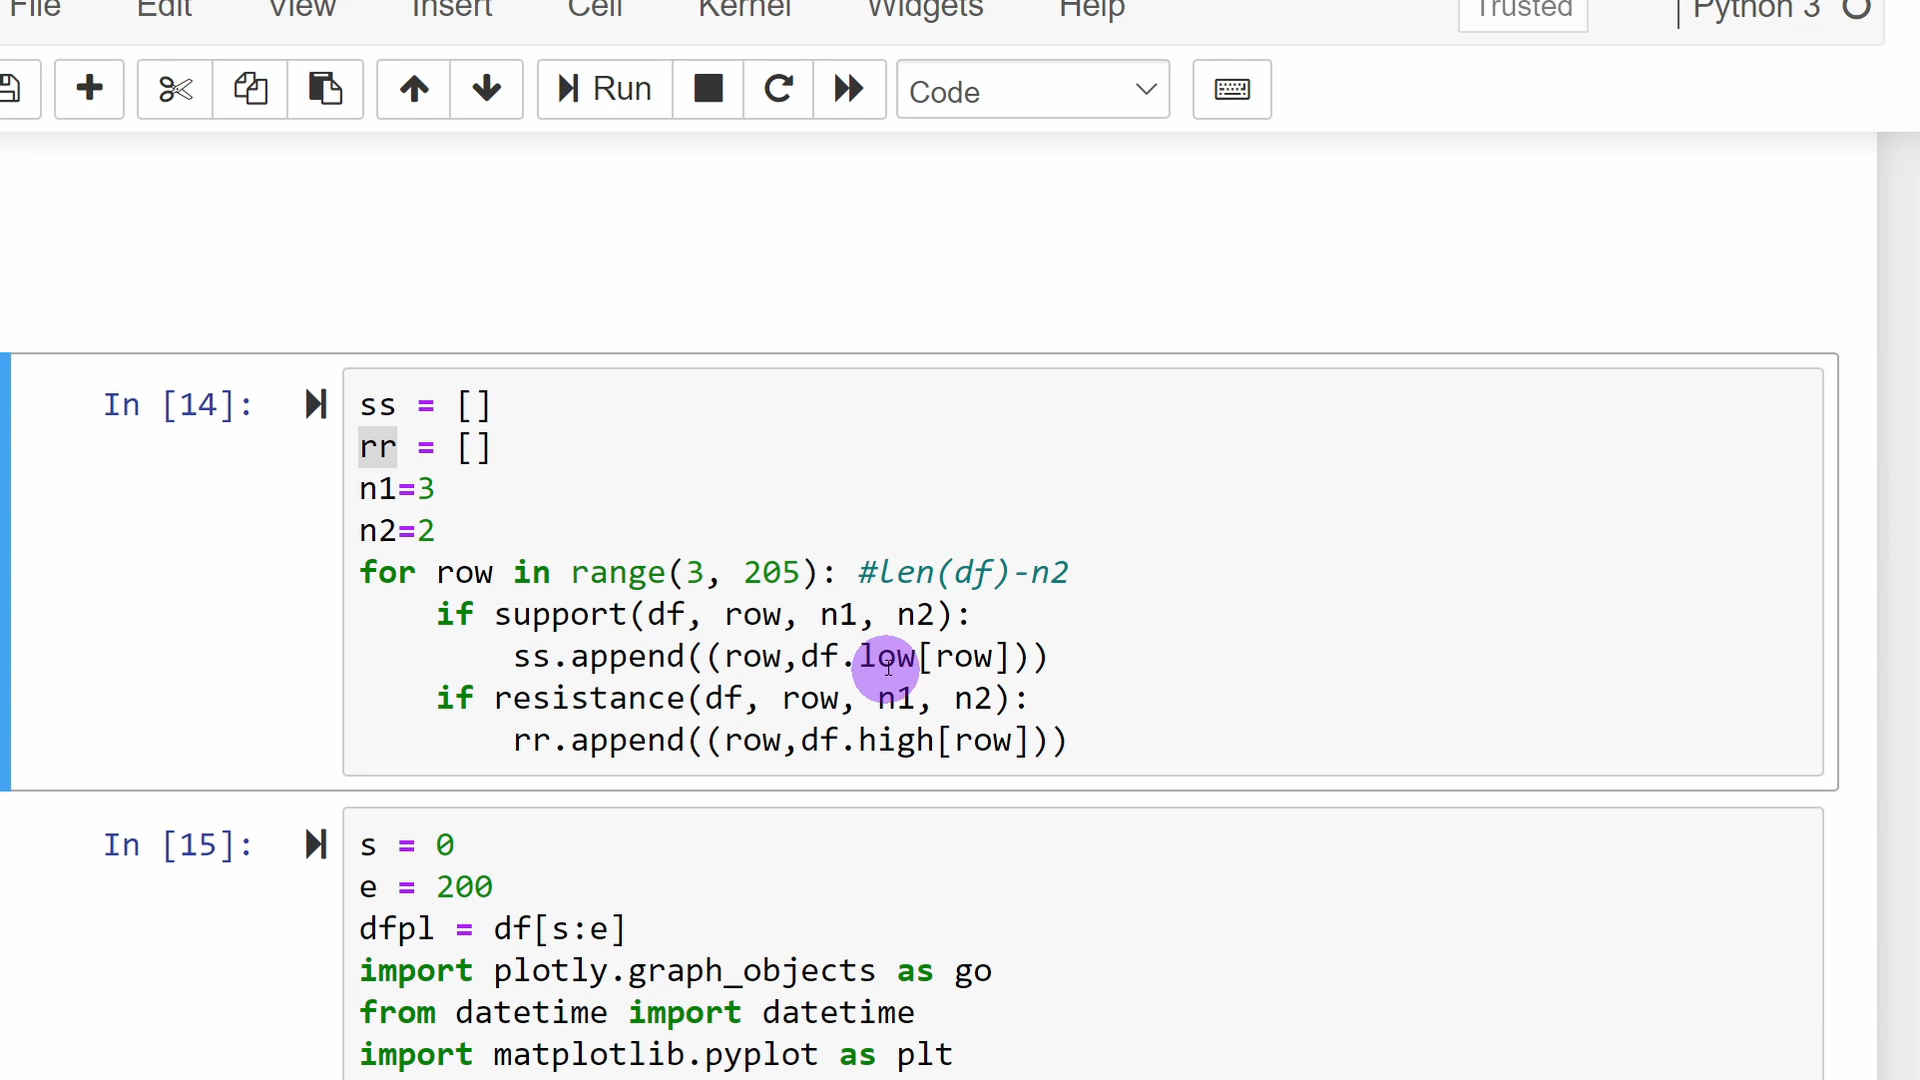 File Edit View Insert Cell Kernel Widgets Help Trusted Python 3
Run Code
In [14]:
ss = []
rr = []
n1=3
n2=2
for row in range(3, 205): #len(df)-n2
    if support(df, row, n1, n2):
        ss.append((row,df.low[row]))
    if resistance(df, row, n1, n2):
        rr.append((row,df.high[row]))
In [15]:
s = 0
e = 200
dfpl = df[s:e]
import plotly.graph_objects as go
from datetime import datetime
import matplotlib.pyplot as plt